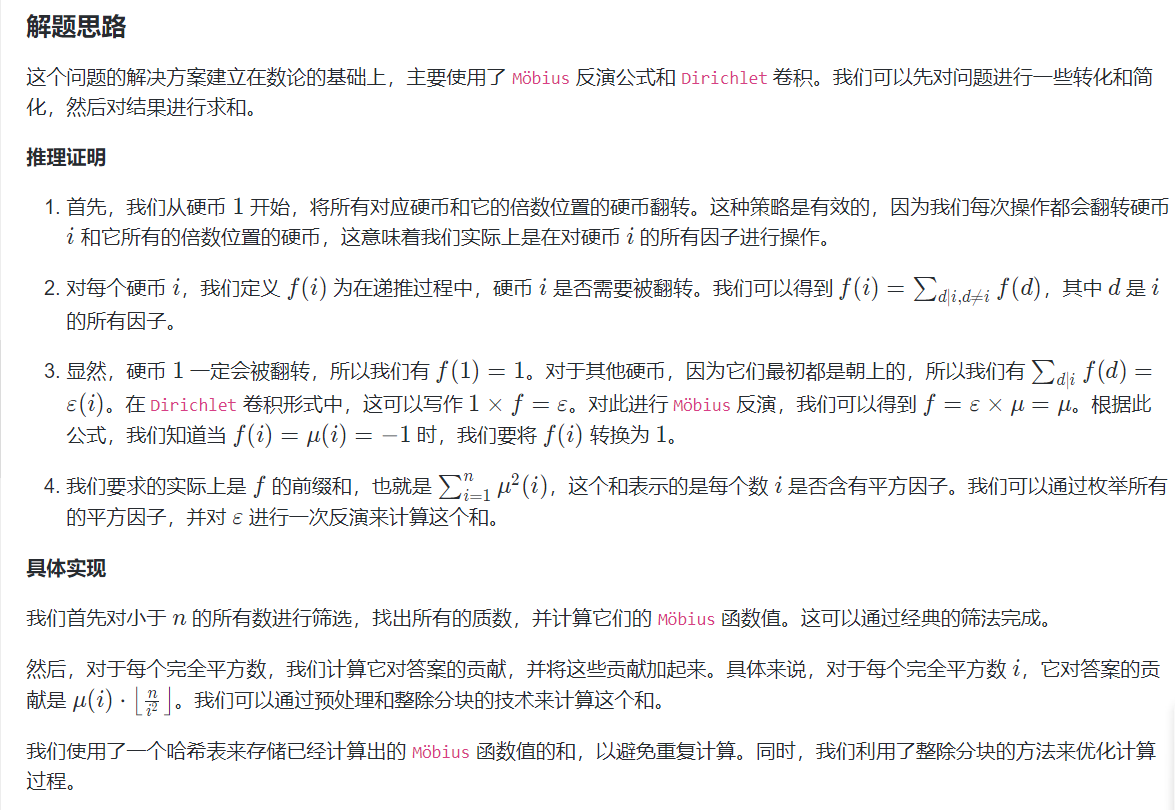 解题思路
这个问题的解决方案建立在数论的基础上，主要使用了 Möbius 反演公式和 Dirichlet 卷积。我们可以先对问题进行一些转化和简
化，然后对结果进行求和。
推理证明
1. 首先，我们从硬币 1 开始，将所有对应硬币和它的倍数位置的硬币翻转。这种策略是有效的，因为我们每次操作都会翻转硬币
i 和它所有的倍数位置的硬币，这意味着我们实际上是在对硬币 i 的所有因子进行操作。
2. 对每个硬币 i，我们定义 f(i) 为在递推过程中，硬币 i 是否需要被翻转。我们可以得到 f(i) = ∑_{d|i,d≠i} f(d)，其中 d 是 i
的所有因子。
3. 显然，硬币 1 一定会被翻转，所以我们有 f(1) = 1。对于其他硬币，因为它们最初都是朝上的，所以我们有 ∑_{d|i} f(d) =
ε(i)。在 Dirichlet 卷积形式中，这可以写作 1 × f = ε。对此进行 Möbius 反演，我们可以得到 f = ε × μ = μ。根据此
公式，我们知道当 f(i) = μ(i) = −1 时，我们要将 f(i) 转换为 1。
4. 我们要求的实际上是 f 的前缀和，也就是 ∑_{i=1}^{n} μ²(i)，这个和表示的是每个数 i 是否含有平方因子。我们可以通过枚举所有
的平方因子，并对 ε 进行一次反演来计算这个和。
具体实现
我们首先对小于 n 的所有数进行筛选，找出所有的质数，并计算它们的 Möbius 函数值。这可以通过经典的筛法完成。
然后，对于每个完全平方数，我们计算它对答案的贡献，并将这些贡献加起来。具体来说，对于每个完全平方数 i，它对答案的贡
献是 μ(i) · ⌊n/i²⌋。我们可以通过预处理和整除分块的技术来计算这个和。
我们使用了一个哈希表来存储已经计算出的 Möbius 函数值的和，以避免重复计算。同时，我们利用了整除分块的方法来优化计算
过程。